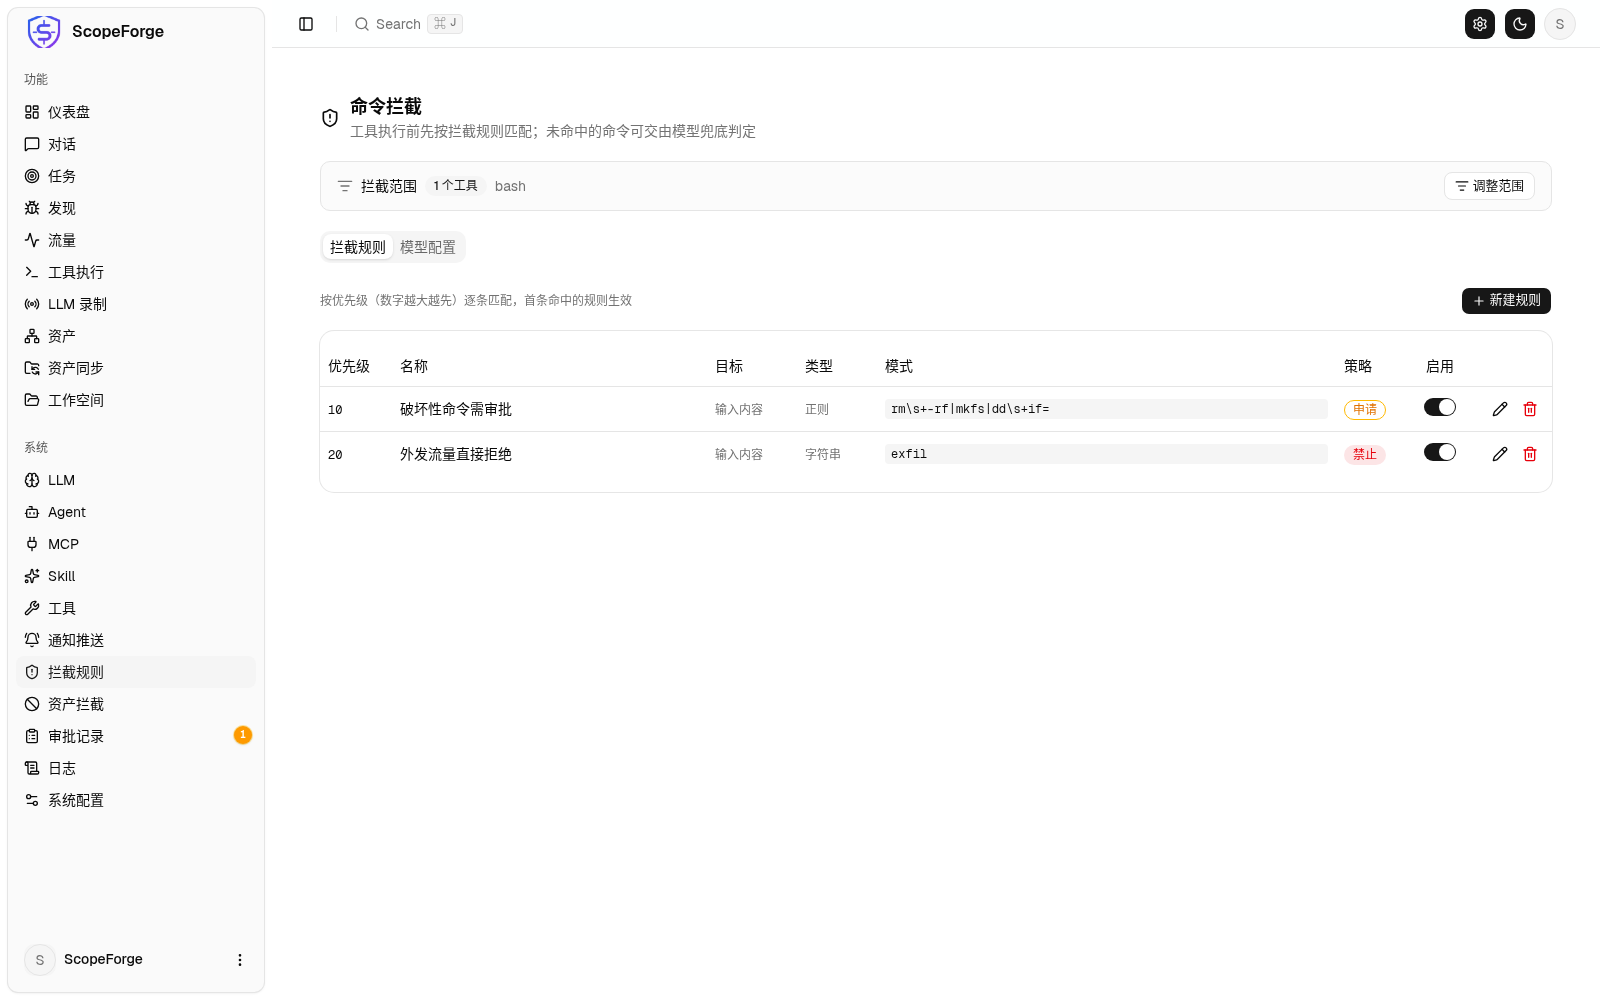 ScopeForge
功能
仪表盘
对话
任务
发现
流量
工具执行
LLM 录制
资产
资产同步
工作空间
系统
LLM
Agent
MCP
Skill
工具
通知推送
拦截规则
资产拦截
审批记录 1
日志
系统配置
S ScopeForge
Search ⌘ J
S
命令拦截
工具执行前先按拦截规则匹配；未命中的命令可交由模型兜底判定
拦截范围 1 个工具 bash 调整范围
拦截规则 模型配置
按优先级（数字越大越先）逐条匹配，首条命中的规则生效 新建规则
优先级 名称 目标 类型 模式 策略 启用
10 破坏性命令需审批 输入内容 正则 rm\s+-rf|mkfs|dd\s+if= 申请
20 外发流量直接拒绝 输入内容 字符串 exfil 禁止